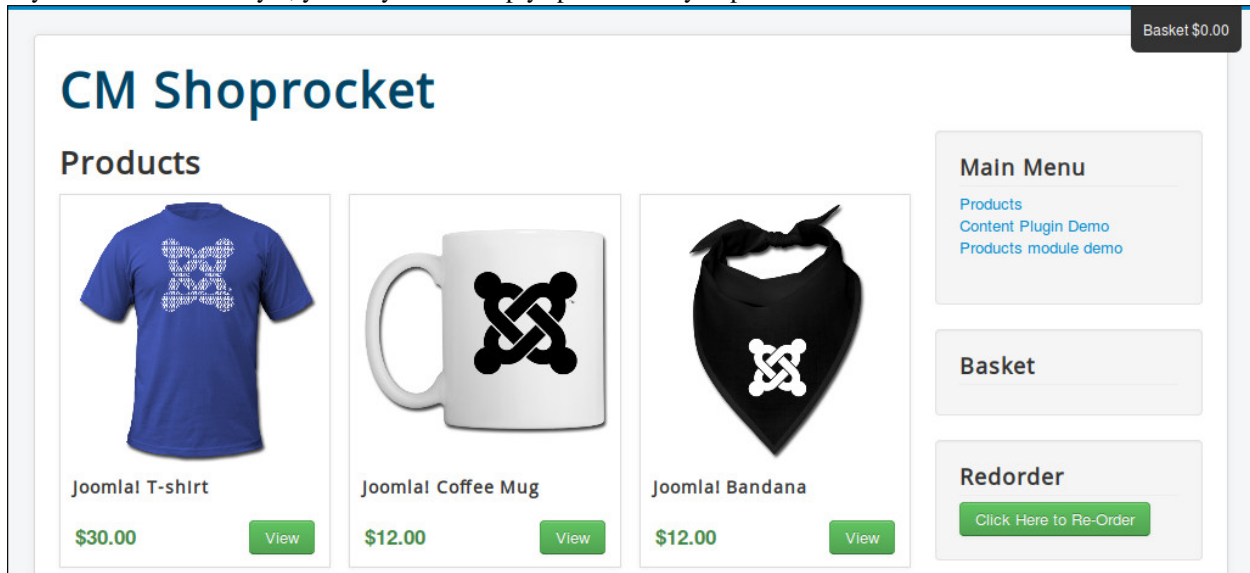 Basket $0.00
CM Shoprocket
Products
Joomla! T-shirt
$30.00
View
Joomla! Coffee Mug
$12.00
View
Joomla! Bandana
$12.00
View
Main Menu
Products
Content Plugin Demo
Products module demo
Basket
Redorder
Click Here to Re-Order